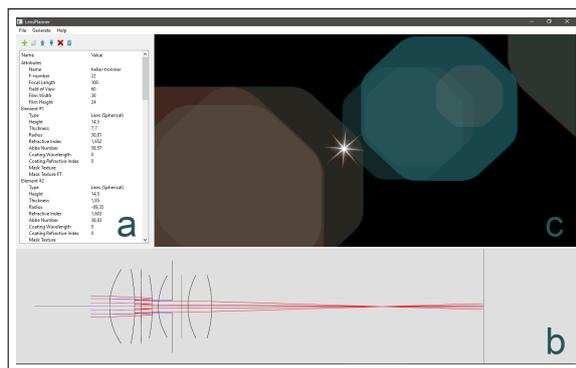 LensPlanner
File Generate Help
Name Value
Attributes
Name heliar-tronnier
F-number 22
Focal Length 100
Field of View 60
Film Width 36
Film Height 24
Element #1
Type Lens (Spherical)
Height 14,5
Thickness 7,7
Radius 30,81
Refractive Index 1,652
Abbe Number 58,57
Coating Wavelength 0
Coating Refractive Index 0
Mask Texture
Mask Texture FT
Element #2
Type Lens (Spherical)
Height 14,5
Thickness 1,85
Radius -89,35
Refractive Index 1,603
Abbe Number
Coating Wavelength 0
Coating Refractive Index 0
Mask Texture
a
c
b